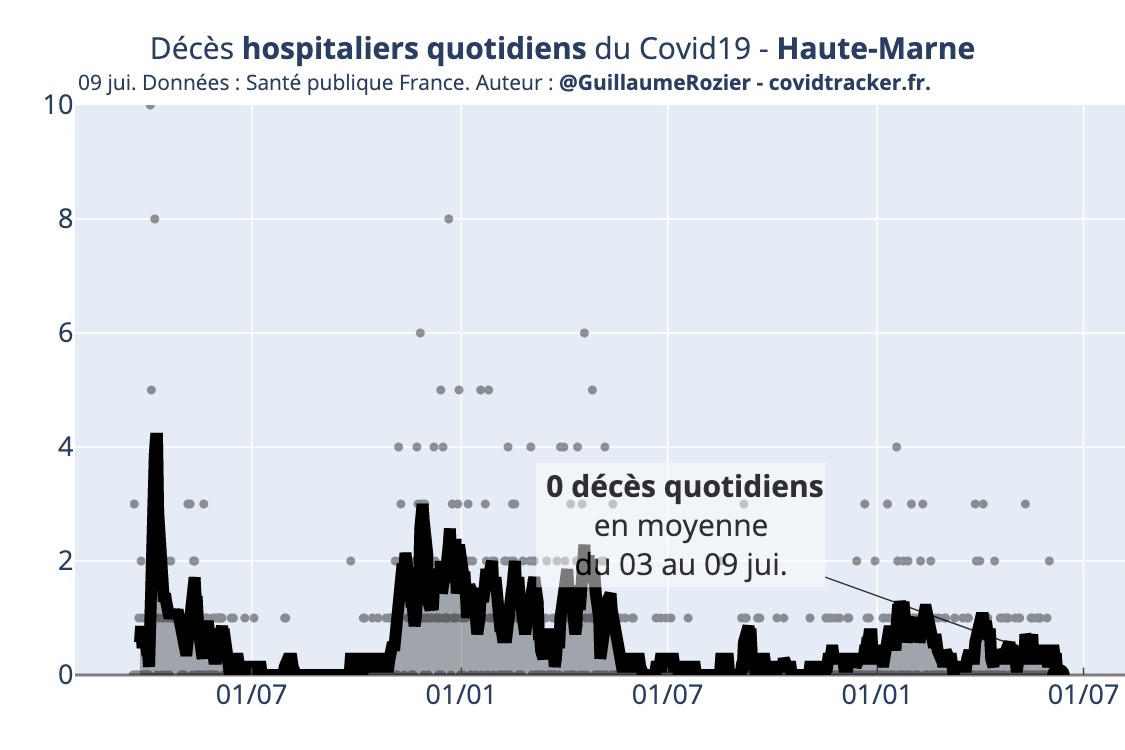 Décès hospitaliers quotidiens du Covid19 - Haute-Marne
09 jui. Données : Santé publique France. Auteur : @GuillaumeRozier - covidtracker.fr.
10
8
6
4
0 décès quotidiens
en moyenne
du 03 au 09 jui.
2
0
01/07 01/01 01/07 01/01 01/07